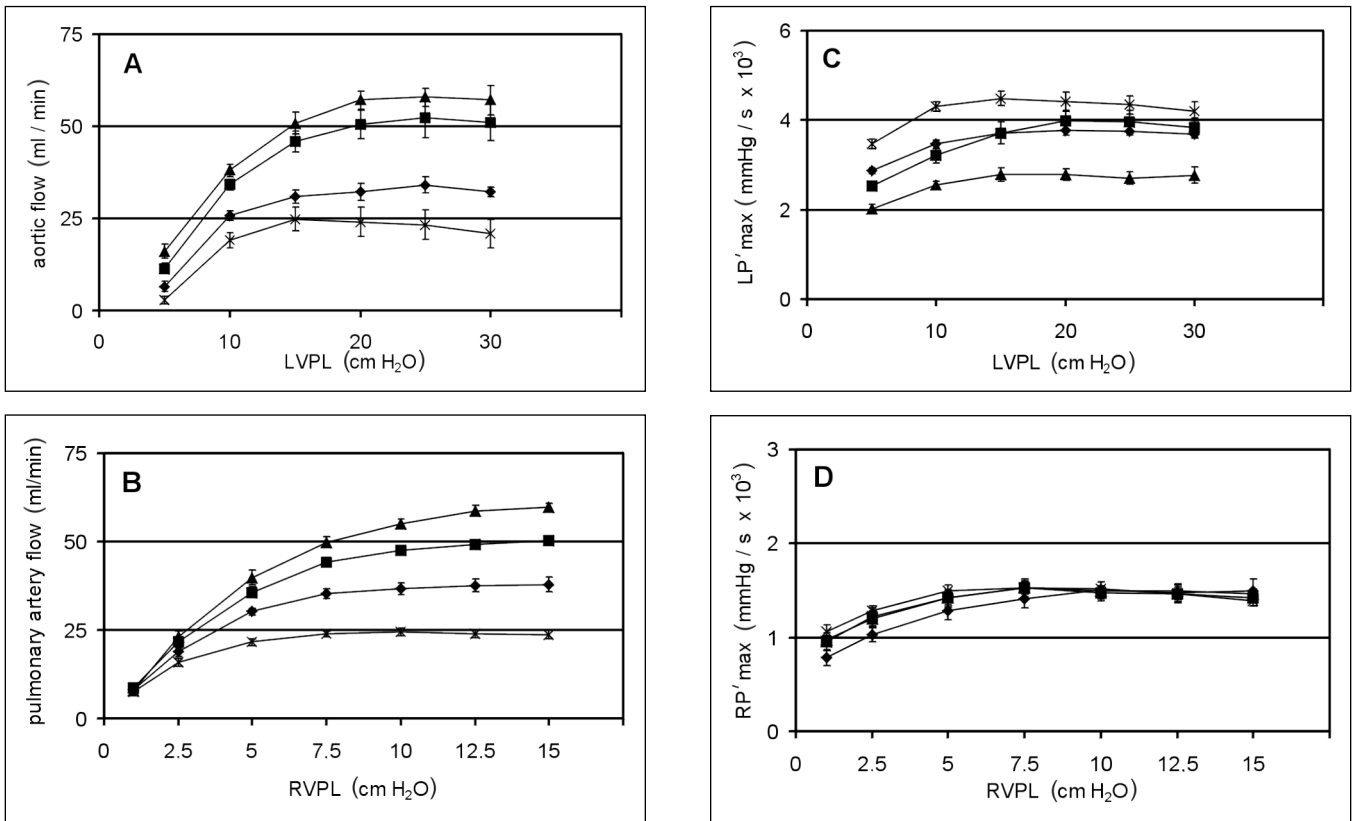 A
aortic flow (ml / min)
75
50
25
0
0 10 20 30
LVPL (cm H₂O)
C
LP′max (mmHg / s x 10³)
6
4
2
0
0 10 20 30
LVPL (cm H₂O)
B
pulmonary artery flow (ml/min)
75
50
25
0
0 2.5 5 7.5 10 12.5 15
RVPL (cm H₂O)
D
RP′max (mmHg / s x 10³)
3
2
1
0
0 2.5 5 7.5 10 12.5 15
RVPL (cm H₂O)